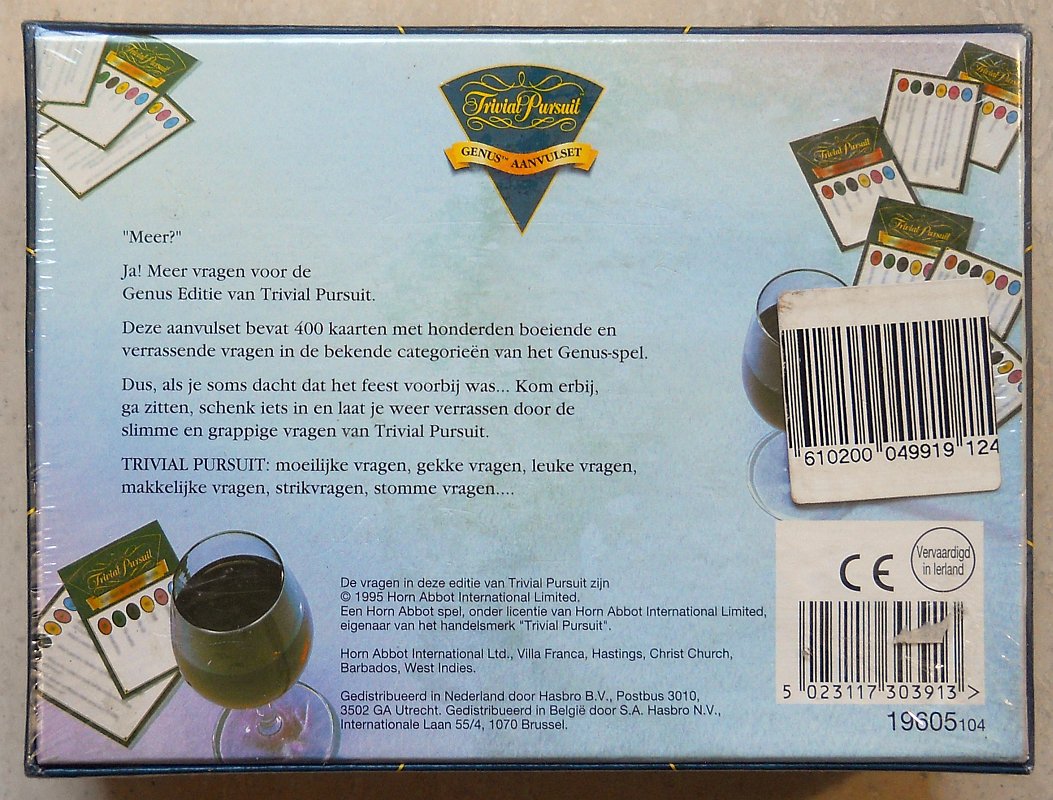 Trivial Pursuit
Trivial Pursuit™
GENUS™ AANVULSET
Trivial Pursuit
Trivial Pursuit
"Meer?"
Ja! Meer vragen voor de
Genus Editie van Trivial Pursuit.
Deze aanvulset bevat 400 kaarten met honderden boeiende en
verrassende vragen in de bekende categorieën van het Genus-spel.
Dus, als je soms dacht dat het feest voorbij was... Kom erbij,
ga zitten, schenk iets in en laat je weer verrassen door de
slimme en grappige vragen van Trivial Pursuit.
TRIVIAL PURSUIT: moeilijke vragen, gekke vragen, leuke vragen,
makkelijke vragen, strikvragen, stomme vragen....
610200 049919 124
Trivial Pursuit
De vragen in deze editie van Trivial Pursuit zijn
© 1995 Horn Abbot International Limited.
Een Horn Abbot spel, onder licentie van Horn Abbot International Limited,
eigenaar van het handelsmerk "Trivial Pursuit".
Horn Abbot International Ltd., Villa Franca, Hastings, Christ Church,
Barbados, West Indies.
Gedistribueerd in Nederland door Hasbro B.V., Postbus 3010,
3502 GA Utrecht. Gedistribueerd in België door S.A. Hasbro N.V.,
Internationale Laan 55/4, 1070 Brussel.
CE
Vervaardigd
in Ierland
5 023117 303913 >
19605104